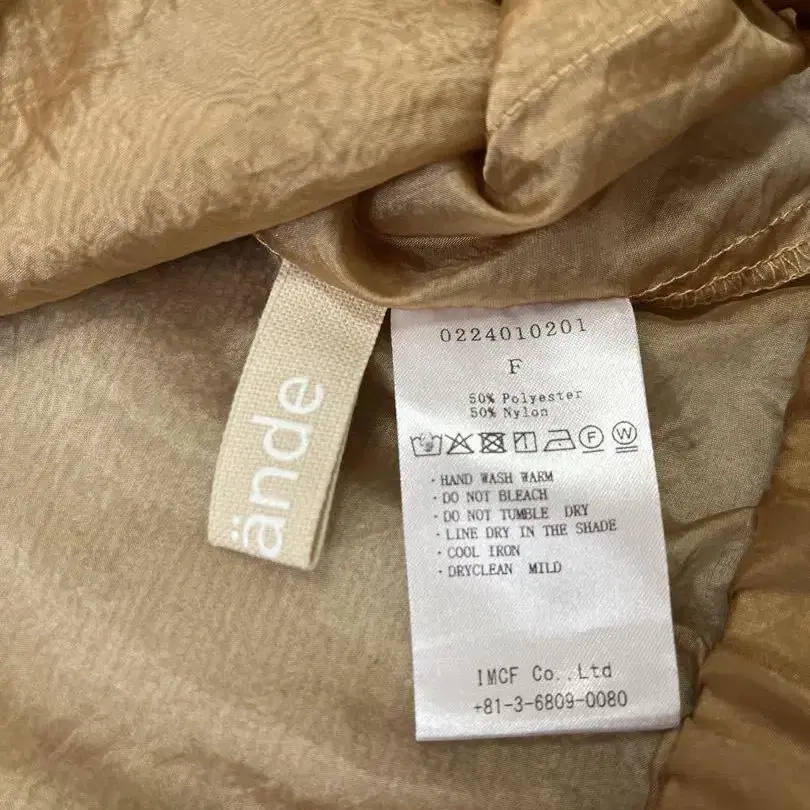 ände
0224010201
F
50% Polyester
50% Nylon
F W
· HAND WASH WARM
· DO NOT BLEACH
· DO NOT TUMBLE DRY
· LINE DRY IN THE SHADE
· COOL IRON
· DRYCLEAN MILD
IMCF Co.,Ltd
+81-3-6809-0080